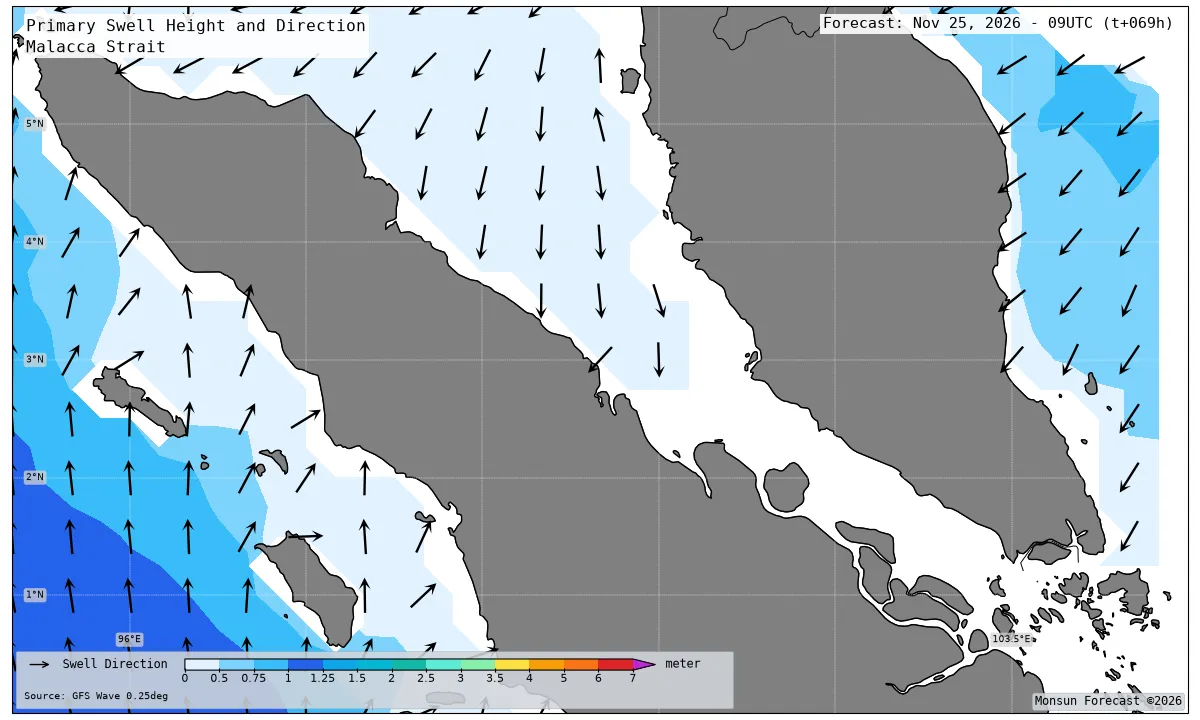 Primary Swell Height and Direction
Malacca Strait
Forecast: Nov 25, 2026 - 09UTC (t+069h)
5°N
4°N
3°N
2°N
1°N
96°E
103.5°E
Swell Direction
0 0.5 0.75 1 1.25 1.5 2 2.5 3 3.5 4 5 6 7
meter
Source: GFS Wave 0.25deg
Monsun Forecast ©2026